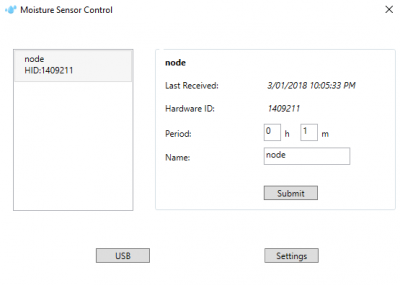 Moisture Sensor Control
node
HID:1409211
node
Last Received: 3/01/2018 10:05:33 PM
Hardware ID: 1409211
Period: 0 h 1 m
Name: node
Submit
USB Settings